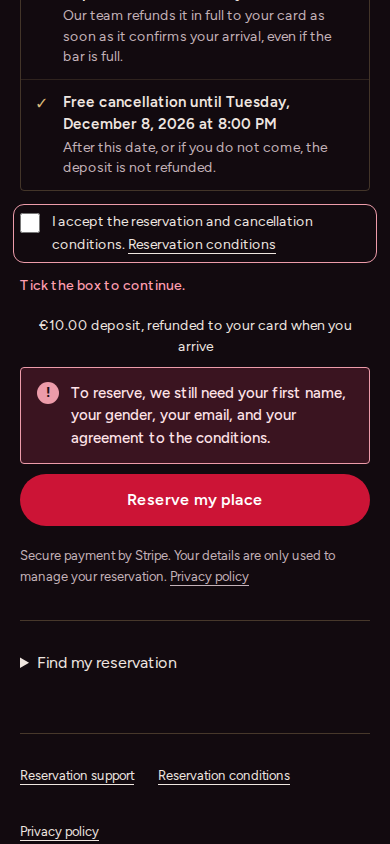 Our team refunds it in full to your card as
soon as it confirms your arrival, even if the
bar is full.
✓ Free cancellation until Tuesday,
December 8, 2026 at 8:00 PM
After this date, or if you do not come, the
deposit is not refunded.
I accept the reservation and cancellation
conditions. Reservation conditions
Tick the box to continue.
€10.00 deposit, refunded to your card when you
arrive
! To reserve, we still need your first name,
your gender, your email, and your
agreement to the conditions.
Reserve my place
Secure payment by Stripe. Your details are only used to
manage your reservation. Privacy policy
▶ Find my reservation
Reservation support Reservation conditions
Privacy policy